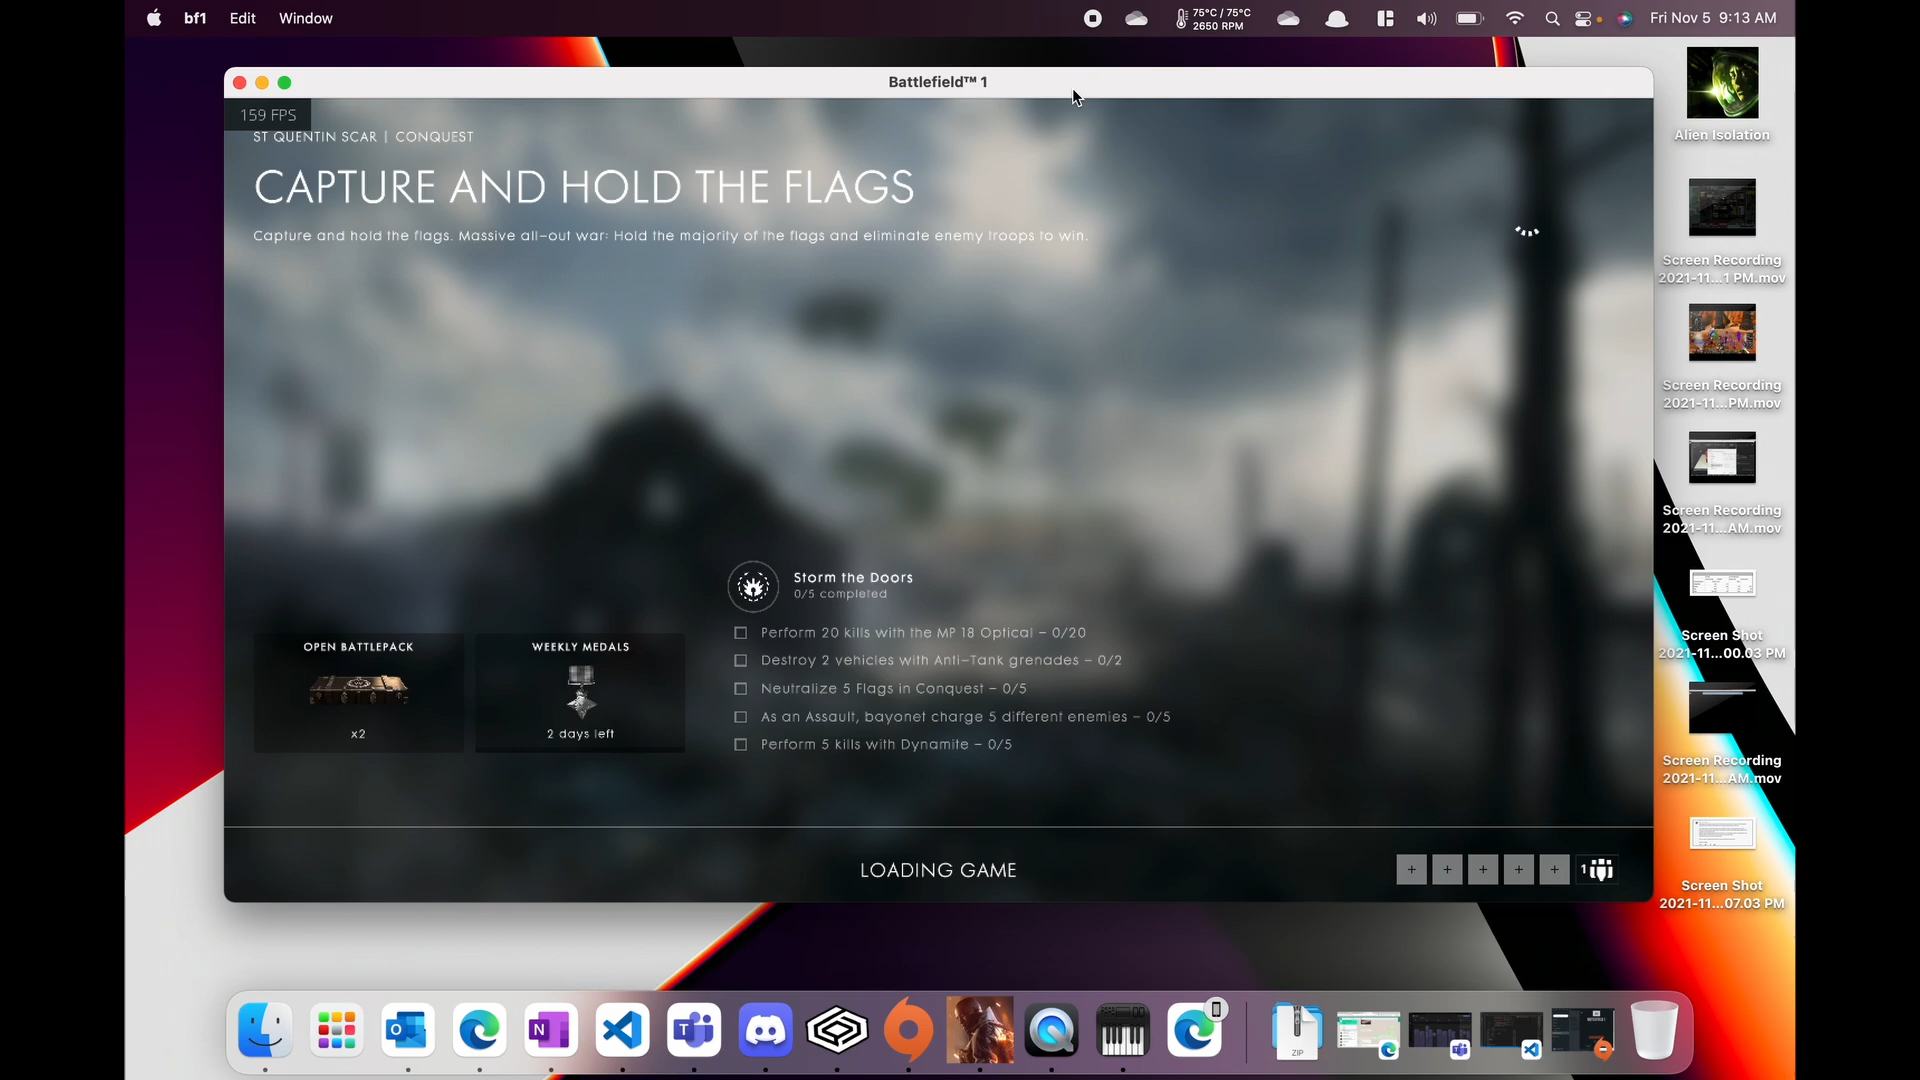 bf1 Edit Window
75°C / 75°C
2650 RPM
Fri Nov 5 9:13 AM
Battlefield™ 1
159 FPS
ST QUENTIN SCAR | CONQUEST
CAPTURE AND HOLD THE FLAGS
Capture and hold the flags. Massive all-out war: Hold the majority of the flags and eliminate enemy troops to win.
Storm the Doors
0/5 completed
Perform 20 kills with the MP 18 Optical - 0/20
Destroy 2 vehicles with Anti-Tank grenades - 0/2
Neutralize 5 Flags in Conquest - 0/5
As an Assault, bayonet charge 5 different enemies - 0/5
Perform 5 kills with Dynamite - 0/5
OPEN BATTLEPACK
x2
WEEKLY MEDALS
2 days left
LOADING GAME
+ + + + + 1
Alien Isolation
Screen Recording
2021-11...1 PM.mov
Screen Recording
2021-11...PM.mov
Screen Recording
2021-11...AM.mov
Screen Shot
2021-11...00.03 PM
Screen Recording
2021-11...AM.mov
Screen Shot
2021-11...07.03 PM
ZIP